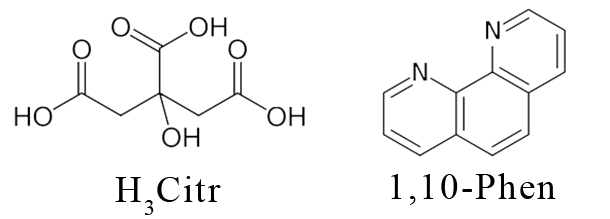 O OH
O O
HO OH
OH
H₃Citr
N
N
1,10-Phen